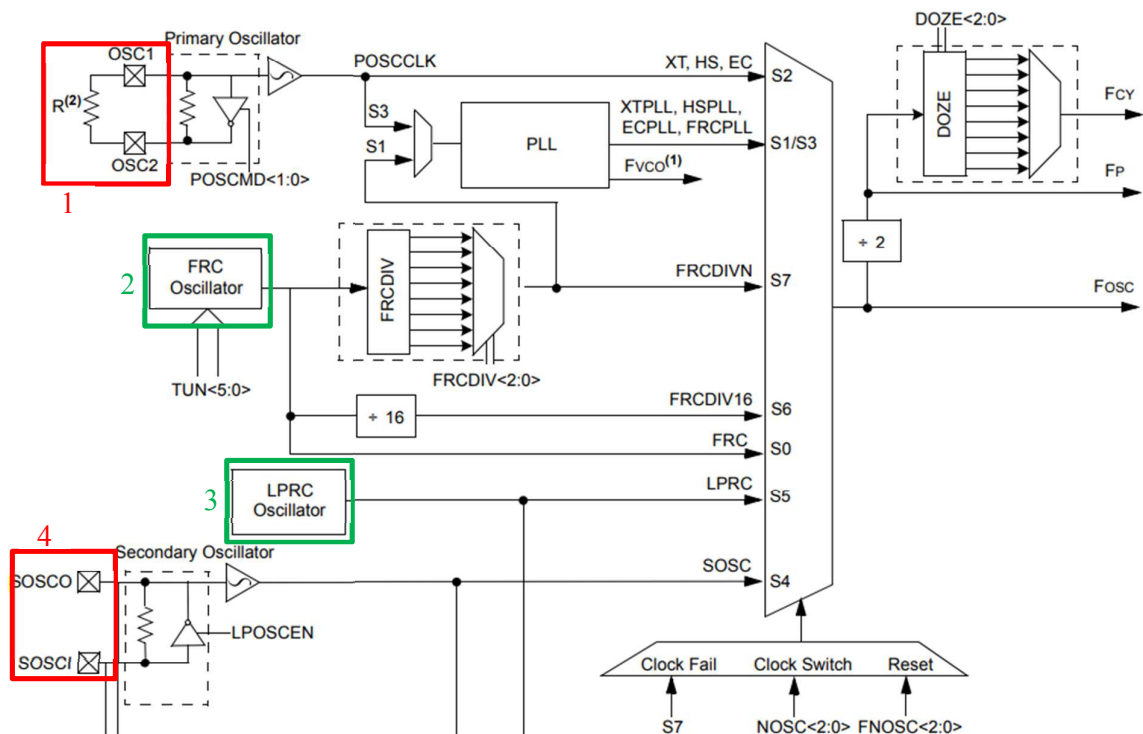 DOZE<2:0>
Primary Oscillator
OSC1
R(2)
OSC2
POSCMD<1:0>
1
POSCCLK
XT, HS, EC
S2
S3
S1
PLL
XTPLL, HSPLL,
ECPLL, FRCPLL
S1/S3
FVCO(1)
DOZE
FCY
FP
÷ 2
2
FRC
Oscillator
TUN<5:0>
FRCDIV
FRCDIV<2:0>
FRCDIVN
S7
FOSC
÷ 16
FRCDIV16
S6
FRC
S0
3
LPRC
Oscillator
LPRC
S5
4
Secondary Oscillator
SOSCO
SOSCI
LPOSCEN
SOSC
S4
Clock Fail
Clock Switch
Reset
S7
NOSC<2:0>
FNOSC<2:0>